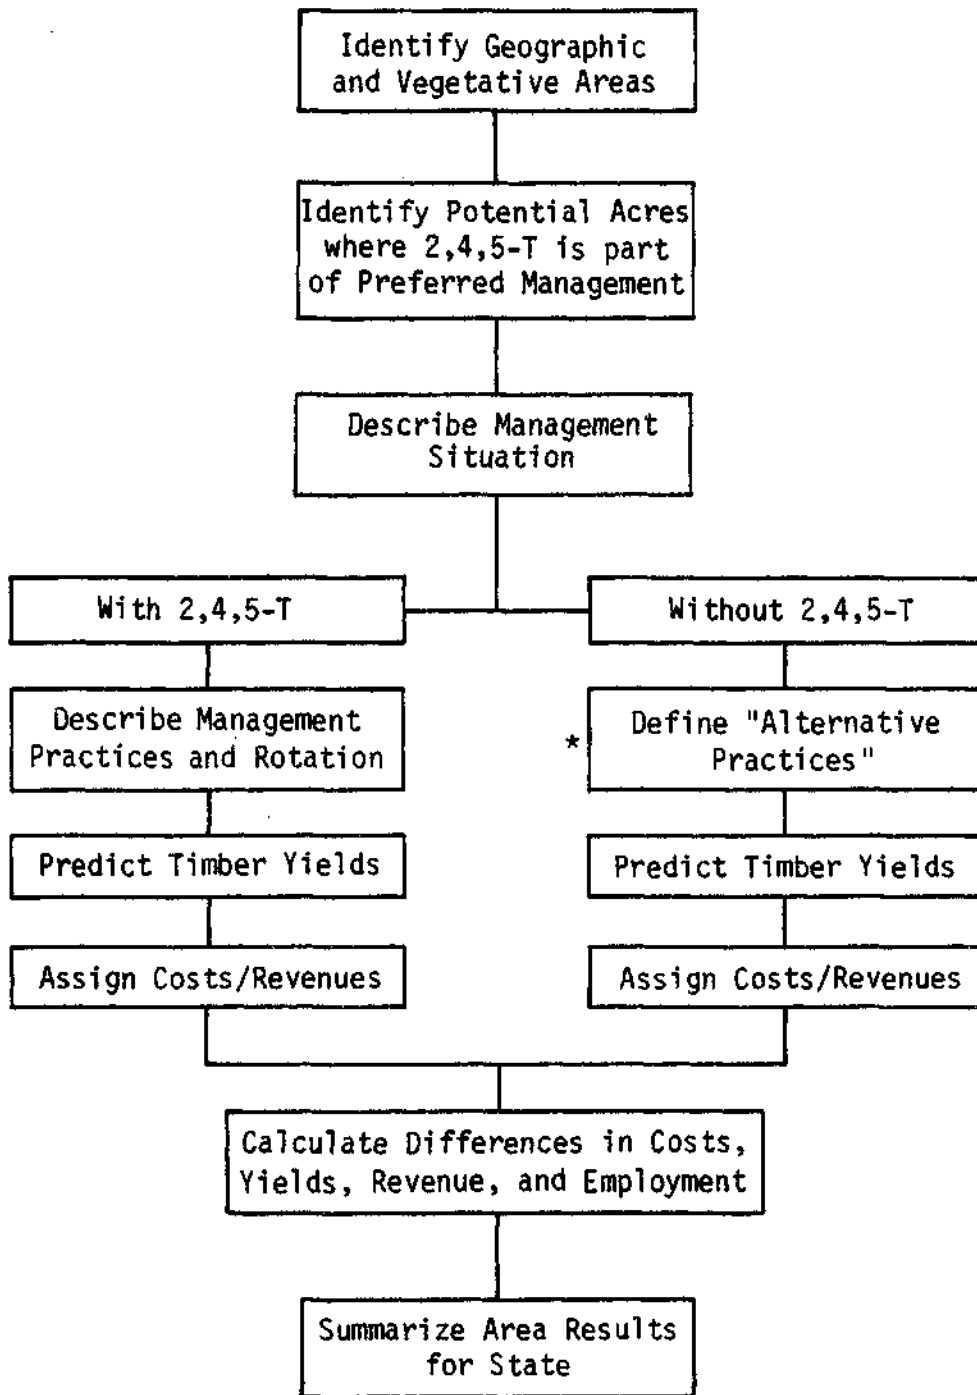 Identify Geographic
and Vegetative Areas
Identify Potential Acres
where 2,4,5-T is part
of Preferred Management
Describe Management
Situation
With 2,4,5-T
Describe Management
Practices and Rotation
Predict Timber Yields
Assign Costs/Revenues
Without 2,4,5-T
* Define "Alternative
Practices"
Predict Timber Yields
Assign Costs/Revenues
Calculate Differences in Costs,
Yields, Revenue, and Employment
Summarize Area Results
for State